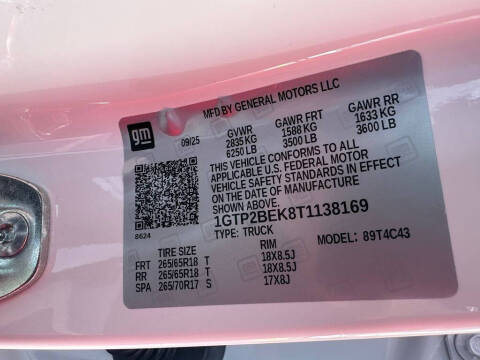 MFD BY GENERAL MOTORS LLC
gm
09/25 GVWR GAWR FRT GAWR RR
2835 KG 1588 KG 1633 KG
6250 LB 3500 LB 3600 LB
THIS VEHICLE CONFORMS TO ALL
APPLICABLE U.S. FEDERAL MOTOR
VEHICLE SAFETY STANDARDS IN EFFECT
ON THE DATE OF MANUFACTURE
SHOWN ABOVE.
1GTP2BEK8T1138169
8624 TYPE: TRUCK MODEL: 89T4C43
TIRE SIZE RIM
FRT 265/65R18 T 18X8.5J
RR 265/65R18 T 18X8.5J
SPA 265/70R17 S 17X8J